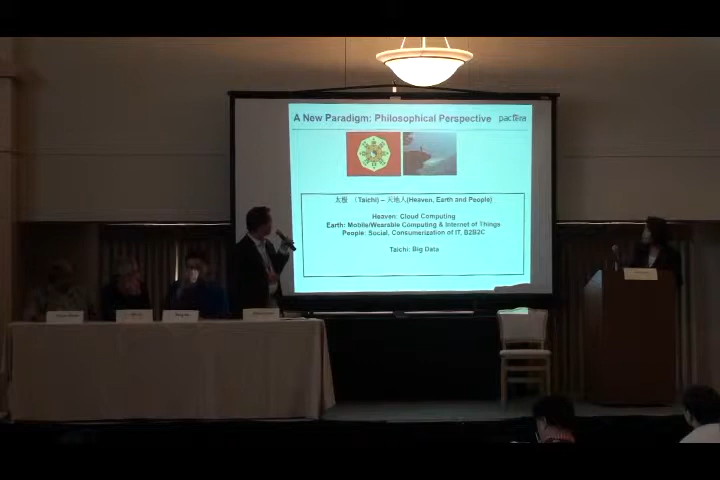 A New Paradigm: Philosophical Perspective
pactera
太极 (Taichi) – 天地人(Heaven, Earth and People)
Heaven: Cloud Computing
Earth: Mobile/Wearable Computing & Internet of Things
People: Social, Consumerization of IT, B2B2C
Taichi: Big Data